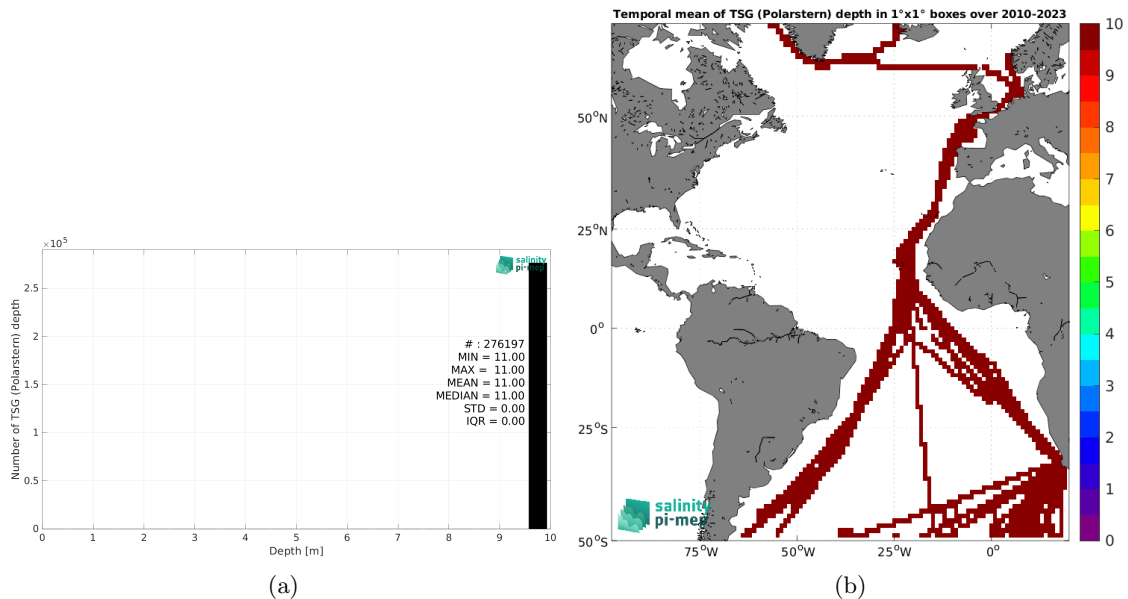 ×10⁵
2.5
2
1.5
1
0.5
0
Number of TSG (Polarstern) depth
salinity
pi-mep
# : 276197
MIN = 11.00
MAX = 11.00
MEAN = 11.00
MEDIAN = 11.00
STD = 0.00
IQR = 0.00
0 1 2 3 4 5 6 7 8 9 10
Depth [m]
(a)
Temporal mean of TSG (Polarstern) depth in 1°x1° boxes over 2010-2023
50°N
25°N
0°
25°S
50°S
salinity
pi-mep
75°W 50°W 25°W 0°
10
9
8
7
6
5
4
3
2
1
0
(b)